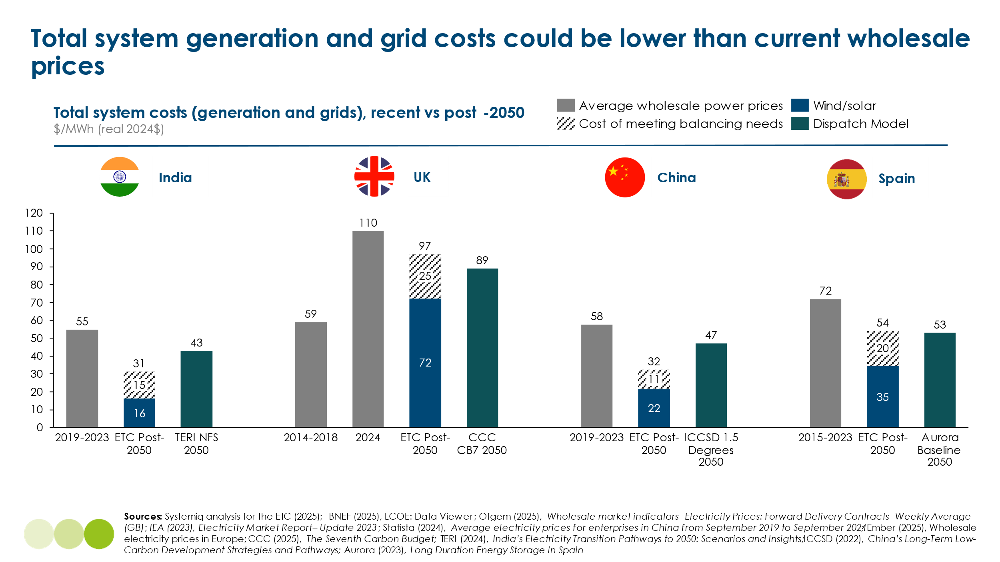 Total system generation and grid costs could be lower than current wholesale
prices
Total system costs (generation and grids), recent vs post -2050
$/MWh (real 2024$)
Average wholesale power prices
Wind/solar
Cost of meeting balancing needs
Dispatch Model
India
UK
China
Spain
120
110
100
90
80
70
60
50
40
30
20
10
0
55
31
15
16
43
59
110
97
25
72
89
58
32
11
22
47
72
54
20
35
53
2019-2023
ETC Post-
2050
TERI NFS
2050
2014-2018
2024
ETC Post-
2050
CCC
CB7 2050
2019-2023
ETC Post-
2050
ICCSD 1.5
Degrees
2050
2015-2023
ETC Post-
2050
Aurora
Baseline
2050
Sources: Systemiq analysis for the ETC (2025); BNEF (2025), LCOE: Data Viewer; Ofgem (2025), Wholesale market indicators– Electricity Prices: Forward Delivery Contracts– Weekly Average
(GB); IEA (2023), Electricity Market Report– Update 2023; Statista (2024), Average electricity prices for enterprises in China from September 2019 to September 2024; Ember (2025), Wholesale
electricity prices in Europe; CCC (2025), The Seventh Carbon Budget; TERI (2024), India’s Electricity Transition Pathways to 2050: Scenarios and Insights; ICCSD (2022), China’s Long-Term Low-
Carbon Development Strategies and Pathways; Aurora (2023), Long Duration Energy Storage in Spain